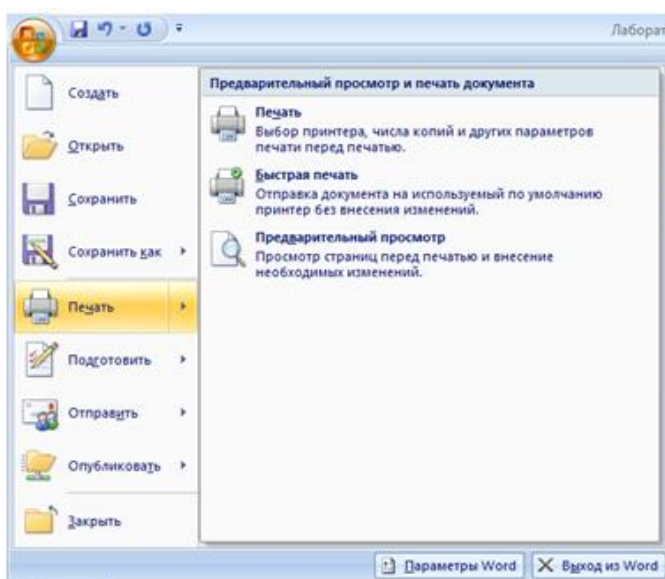 Лаборат
Создать
Открыть
Сохранить
Сохранить как
Печать
Подготовить
Отправить
Опубликовать
Закрыть
Предварительный просмотр и печать документа
Печать
Выбор принтера, числа копий и других параметров
печати перед печатью.
Быстрая печать
Отправка документа на используемый по умолчанию
принтер без внесения изменений.
Предварительный просмотр
Просмотр страниц перед печатью и внесение
необходимых изменений.
Параметры Word
Выход из Word